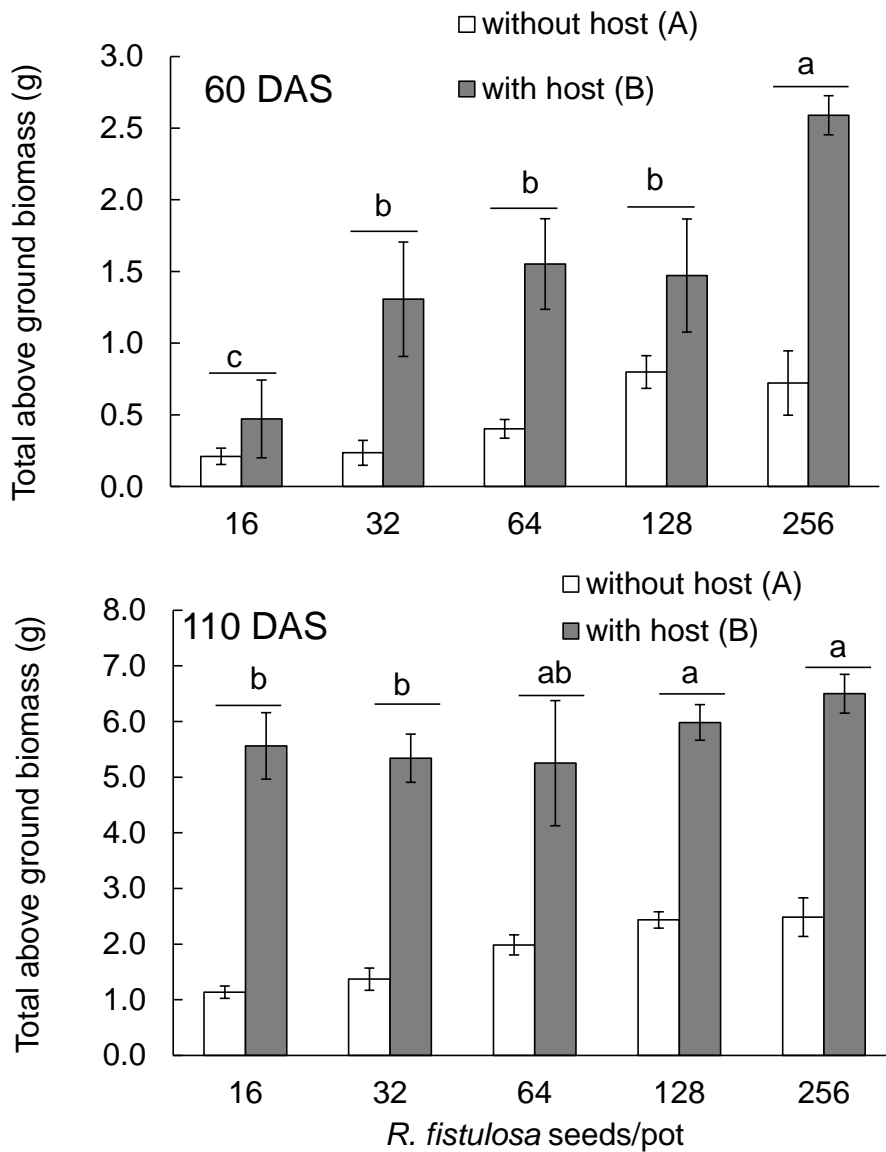 without host (A)
with host (B)
60 DAS
Total above ground biomass (g)
3.0
2.5
2.0
1.5
1.0
0.5
0.0
c
b
b
b
a
16 32 64 128 256
without host (A)
with host (B)
110 DAS
Total above ground biomass (g)
8.0
7.0
6.0
5.0
4.0
3.0
2.0
1.0
0.0
b
b
ab
a
a
16 32 64 128 256
R. fistulosa seeds/pot